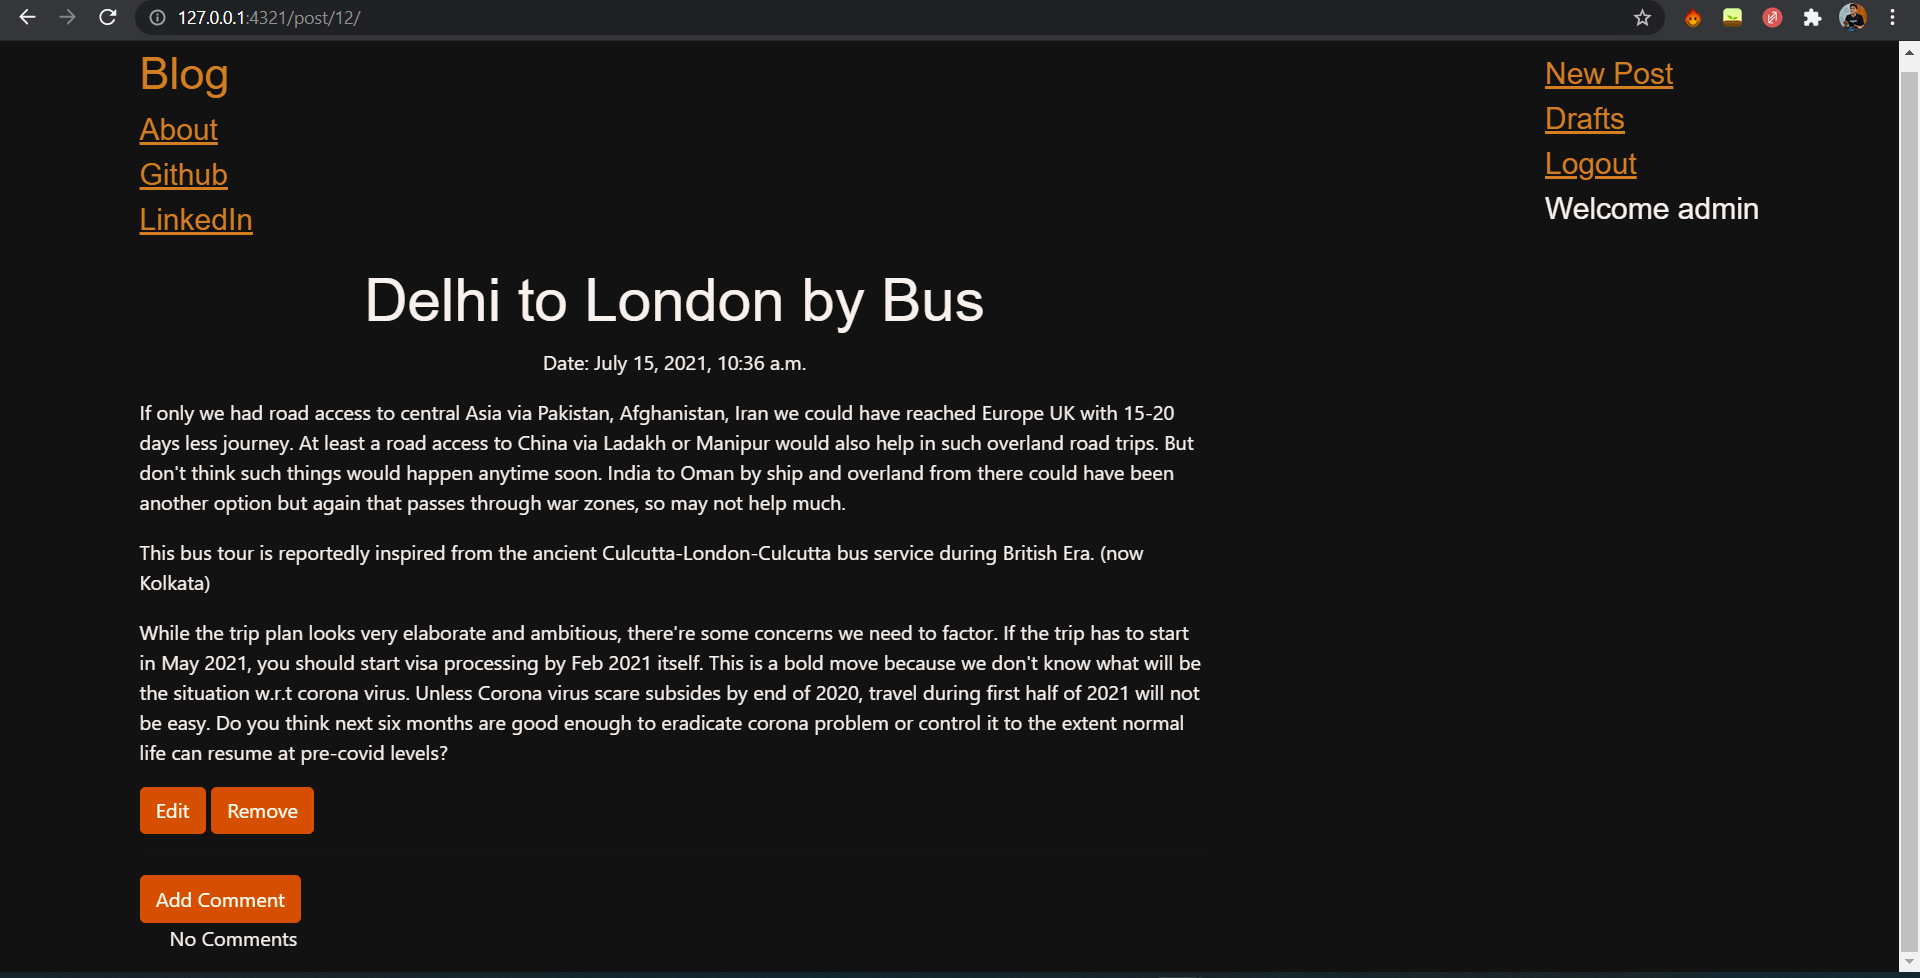 127.0.0.1:4321/post/12/
Blog
About
Github
LinkedIn
New Post
Drafts
Logout
Welcome admin
Delhi to London by Bus
Date: July 15, 2021, 10:36 a.m.
If only we had road access to central Asia via Pakistan, Afghanistan, Iran we could have reached Europe UK with 15-20
days less journey. At least a road access to China via Ladakh or Manipur would also help in such overland road trips. But
don't think such things would happen anytime soon. India to Oman by ship and overland from there could have been
another option but again that passes through war zones, so may not help much.
This bus tour is reportedly inspired from the ancient Culcutta-London-Culcutta bus service during British Era. (now
Kolkata)
While the trip plan looks very elaborate and ambitious, there're some concerns we need to factor. If the trip has to start
in May 2021, you should start visa processing by Feb 2021 itself. This is a bold move because we don't know what will be
the situation w.r.t corona virus. Unless Corona virus scare subsides by end of 2020, travel during first half of 2021 will not
be easy. Do you think next six months are good enough to eradicate corona problem or control it to the extent normal
life can resume at pre-covid levels?
Edit Remove
Add Comment
No Comments